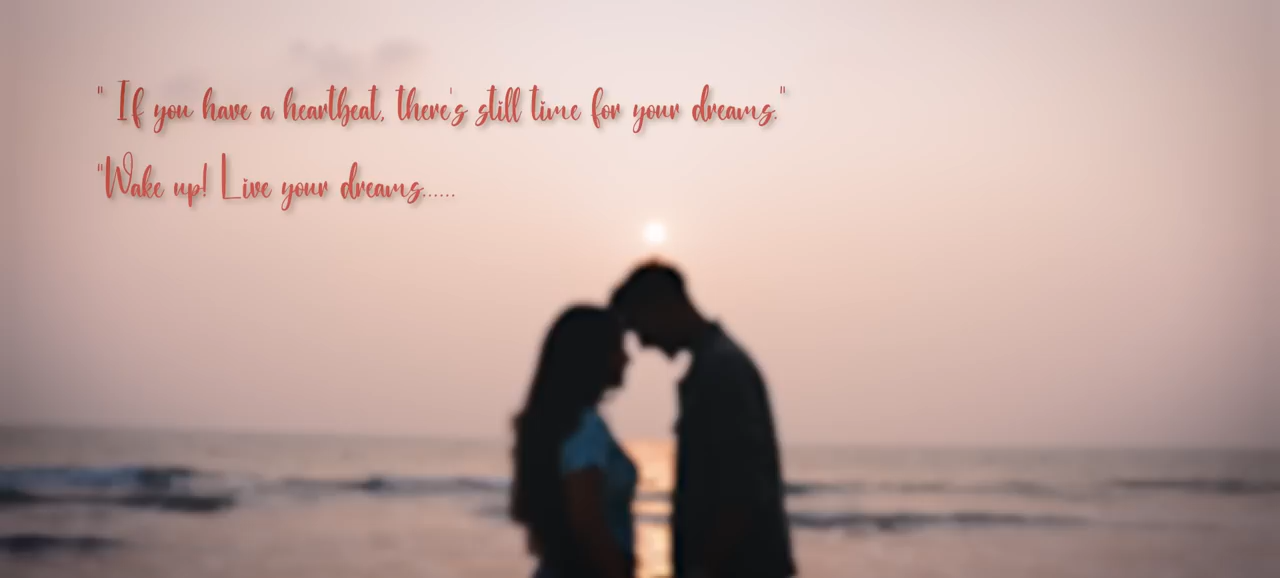 " If you have a heartbeat, there's still time for your dreams."
"Wake up! Live your dreams......